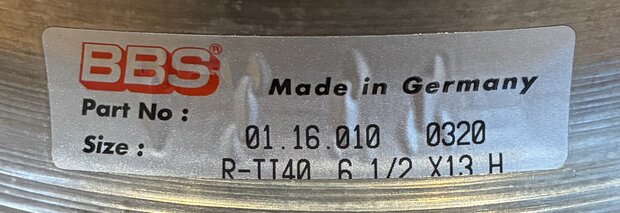 BBS®
Made in Germany
Part No : 01.16.010 0320
Size : R-TI40 6 1/2 X13 H